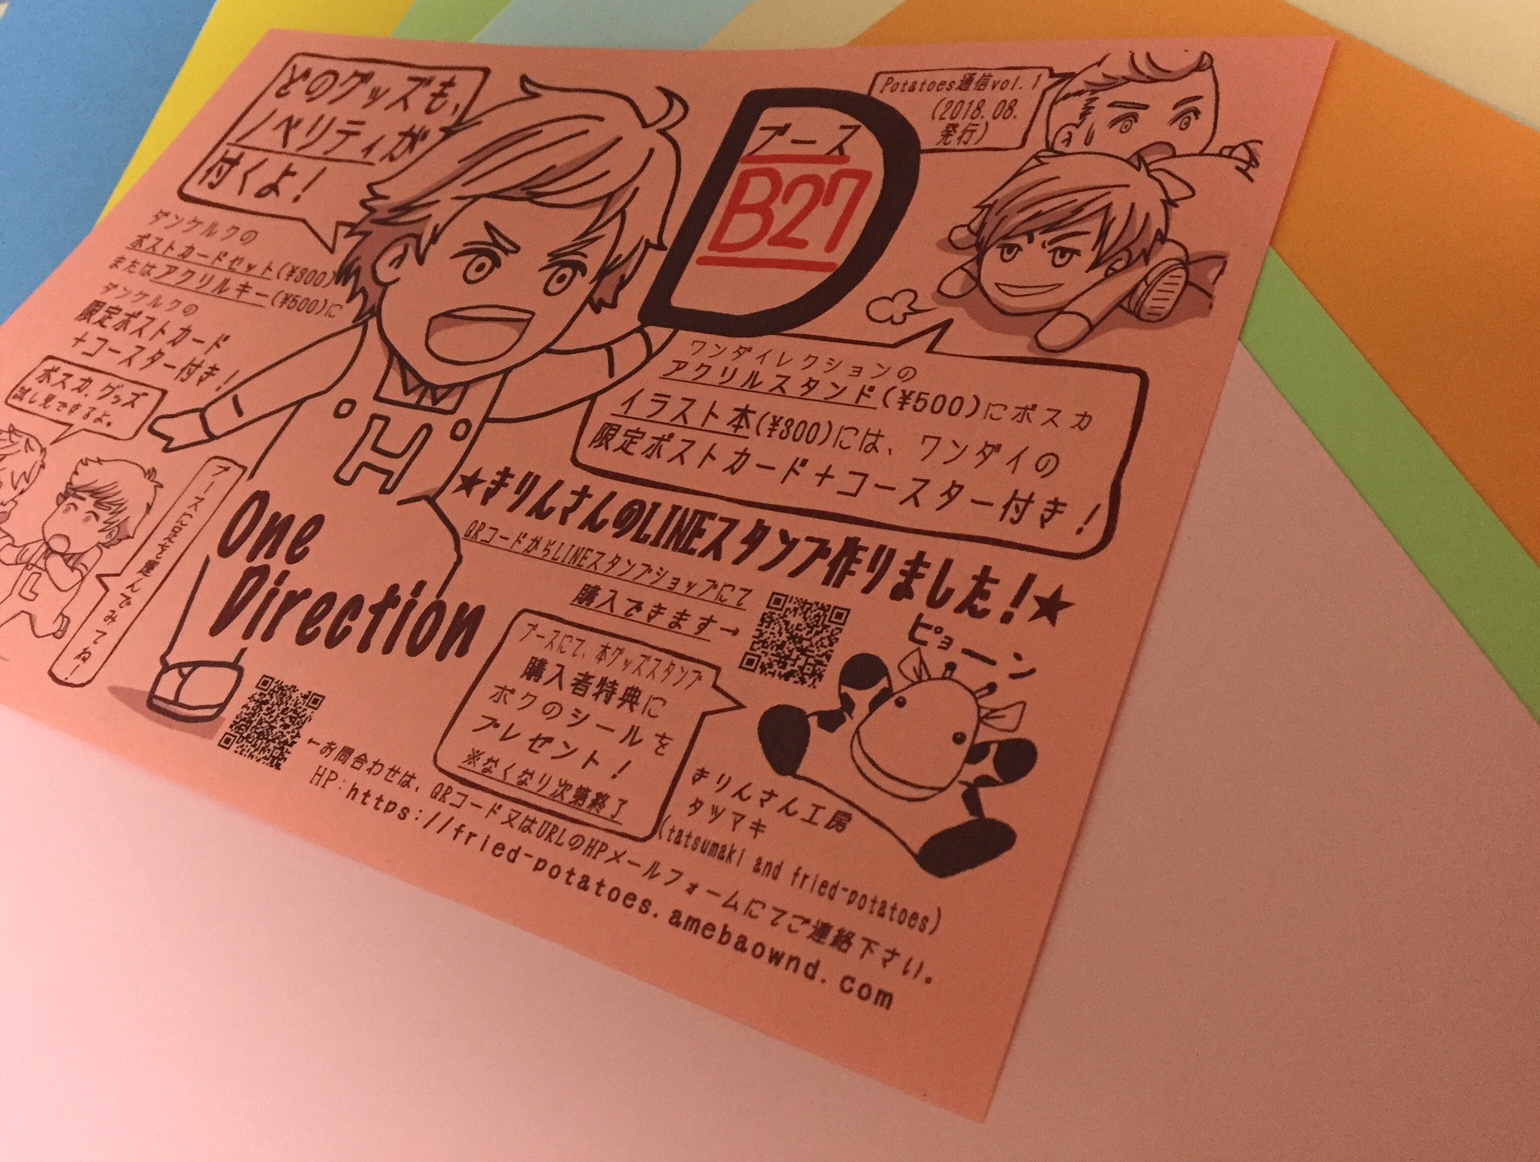 どのグッズも、
ノベリティが
付くよ！
ブース
B27
Potatoes通信vol.1
(2018.08.
発行)
ダンケルクの
ポストカードセット(¥300)
またはアクリルキー(¥500)に
ダンケルクの
限定ポストカード
+コースター付き！
ポスカ、グッズ
試し見できるよ。
ワンダイレクションの
アクリルスタンド(¥500)にポスカ
イラスト本(¥300)には、ワンダイの
限定ポストカード+コースター付き！
H
One
Direction
★きりんさんのLINEスタンプ作りました！★
QRコードからLINEスタンプショップにて
購入できます→
ピョーン
ブースにて、本グッズスタンプ
購入者特典に
ボクのシールを
プレゼント！
※なくなり次第終了
きりんさん工房
タツマキ
(tatsumaki and fried-potatoes)
←お問合わせは、QRコード又はURLのHPメールフォームにてご連絡下さい。
HP:https://fried-potatoes.amebaownd.com